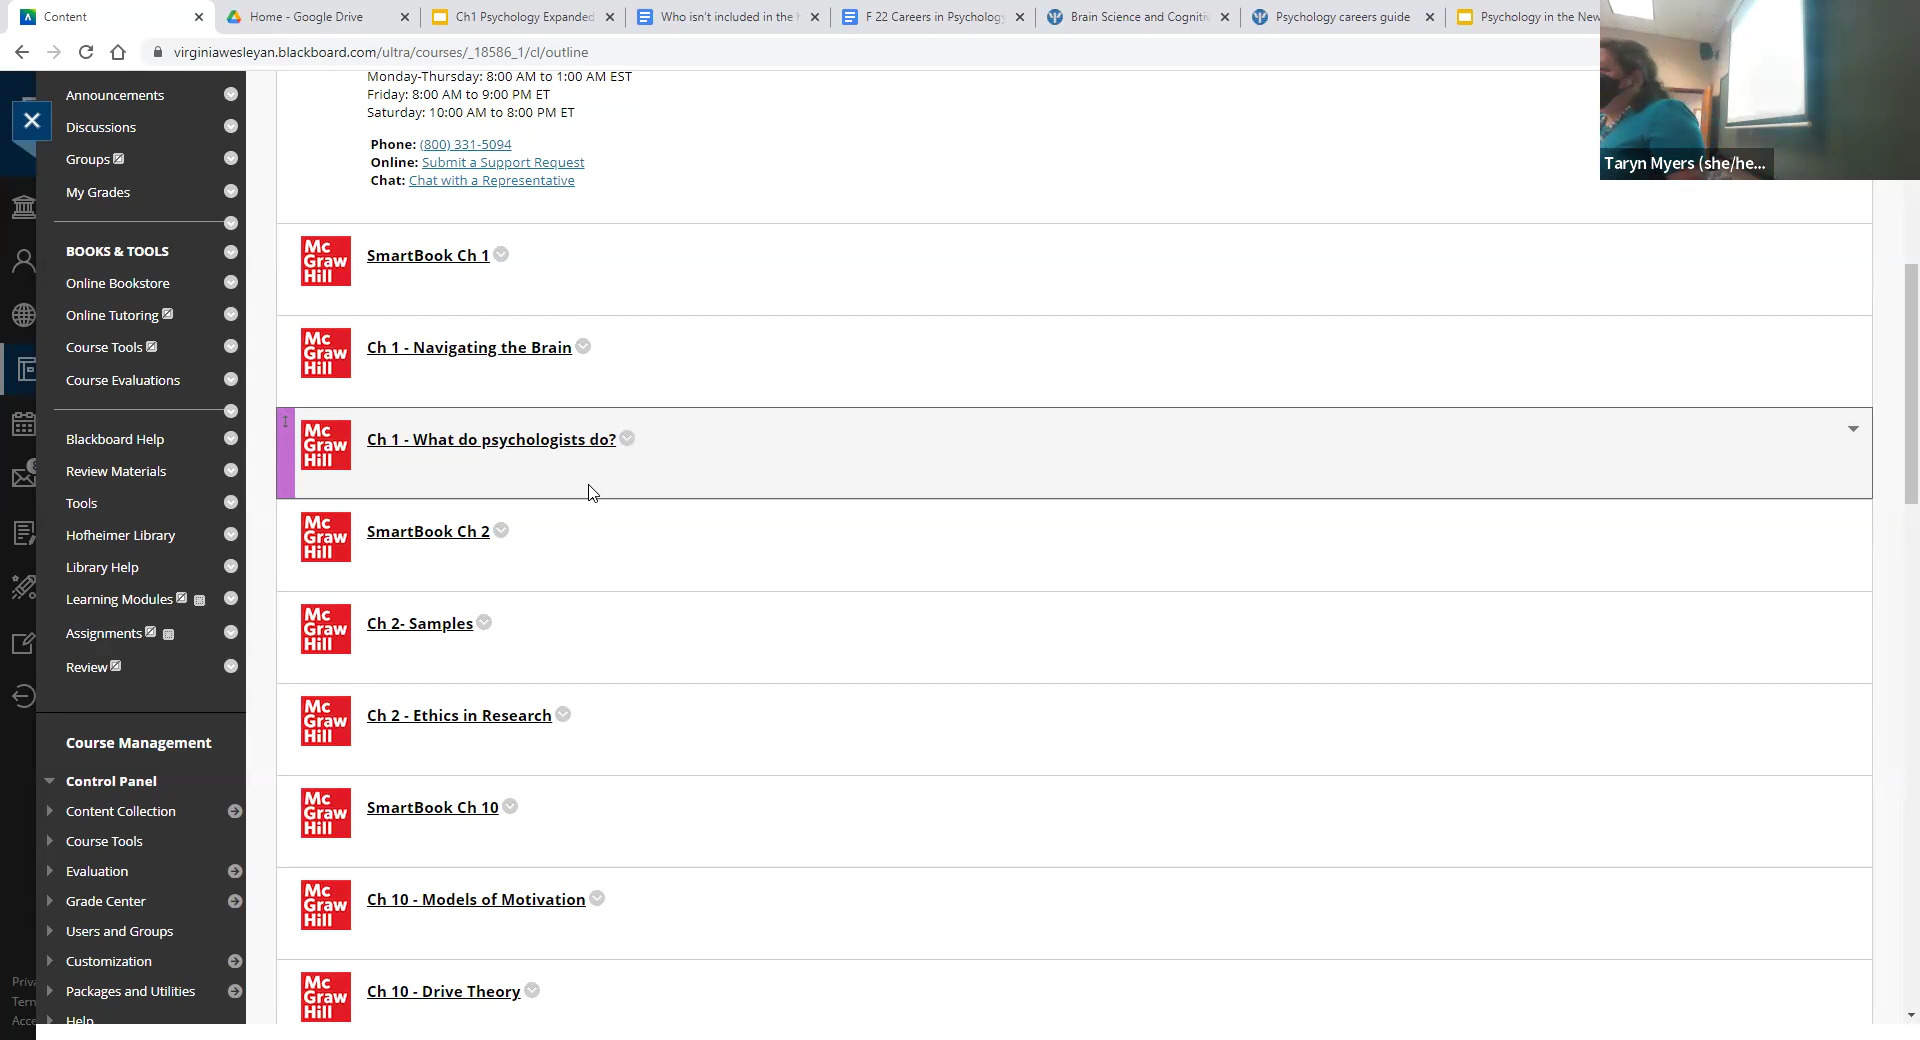 Content
Home - Google Drive
Ch1 Psychology Expanded
Who isn't included in the
F 22 Careers in Psychology
Brain Science and Cogniti
Psychology careers guide
Psychology in the New
virginiawesleyan.blackboard.com/ultra/courses/_18586_1/cl/outline
Taryn Myers (she/he...
Announcements
Discussions
Groups
My Grades
BOOKS & TOOLS
Online Bookstore
Online Tutoring
Course Tools
Course Evaluations
Blackboard Help
Review Materials
Tools
Hofheimer Library
Library Help
Learning Modules
Assignments
Review
Course Management
Control Panel
Content Collection
Course Tools
Evaluation
Grade Center
Users and Groups
Customization
Packages and Utilities
Help
Priva
Term
Acce
Monday-Thursday: 8:00 AM to 1:00 AM EST
Friday: 8:00 AM to 9:00 PM ET
Saturday: 10:00 AM to 8:00 PM ET
Phone: (800) 331-5094
Online: Submit a Support Request
Chat: Chat with a Representative
Mc
Graw
Hill
SmartBook Ch 1
Mc
Graw
Hill
Ch 1 - Navigating the Brain
Mc
Graw
Hill
Ch 1 - What do psychologists do?
Mc
Graw
Hill
SmartBook Ch 2
Mc
Graw
Hill
Ch 2- Samples
Mc
Graw
Hill
Ch 2 - Ethics in Research
Mc
Graw
Hill
SmartBook Ch 10
Mc
Graw
Hill
Ch 10 - Models of Motivation
Mc
Graw
Hill
Ch 10 - Drive Theory